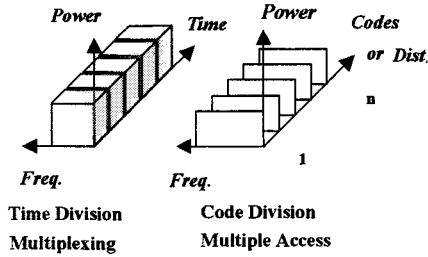 Power
Time
Freq.
Time Division
Multiplexing
Power
Codes
or Dist.
n
1
Freq.
Code Division
Multiple Access